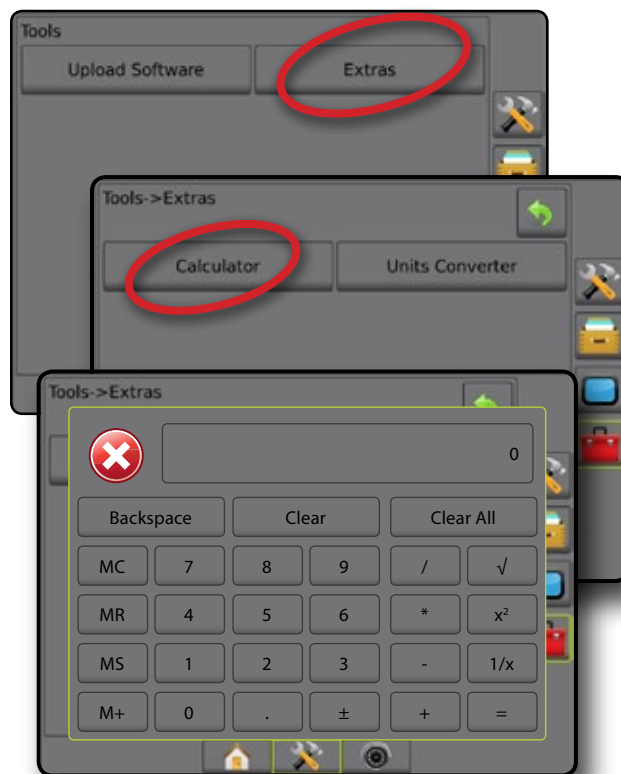 Tools
Upload Software Extras
Tools->Extras
Calculator Units Converter
Tools->Extras
0
Backspace Clear Clear All
MC 7 8 9 / √
MR 4 5 6 * x²
MS 1 2 3 - 1/x
M+ 0 . ± + =